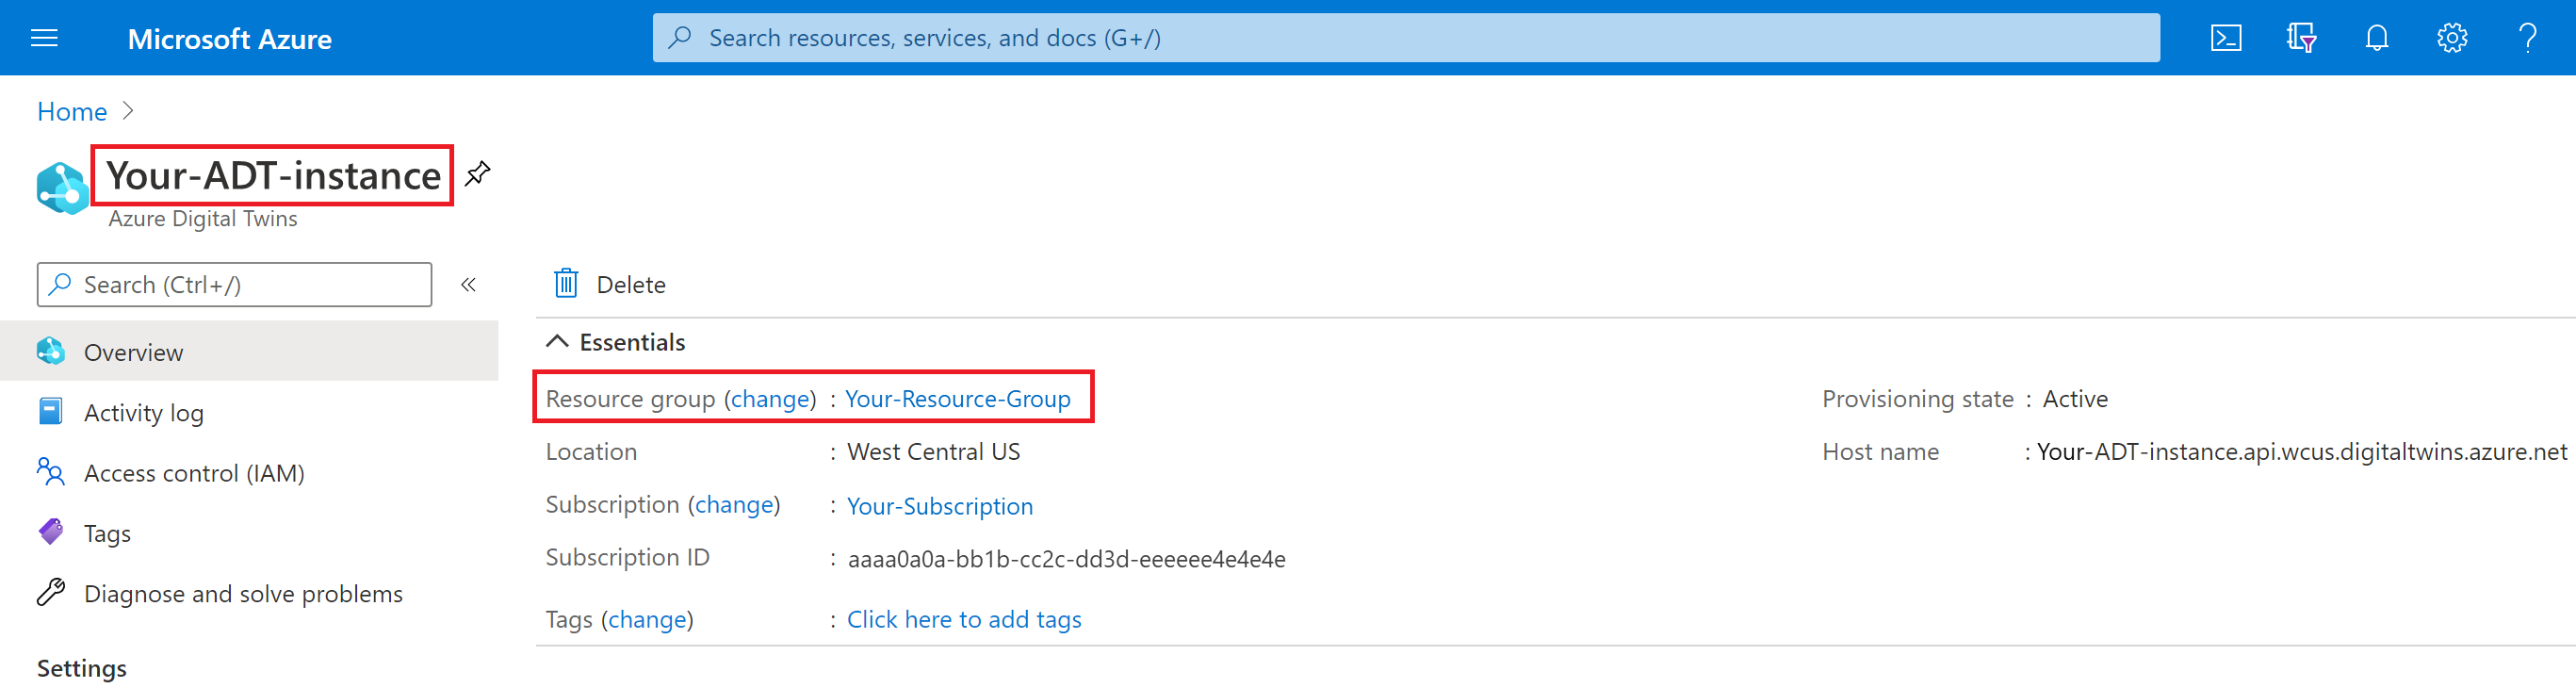 Microsoft Azure
Search resources, services, and docs (G+/)
Home
Your-ADT-instance
Azure Digital Twins
Search (Ctrl+/)
«
Delete
Overview
Activity log
Access control (IAM)
Tags
Diagnose and solve problems
Settings
Essentials
Resource group (change) : Your-Resource-Group
Location : West Central US
Subscription (change) : Your-Subscription
Subscription ID : aaaa0a0a-bb1b-cc2c-dd3d-eeeeee4e4e4e
Tags (change) : Click here to add tags
Provisioning state : Active
Host name : Your-ADT-instance.api.wcus.digitaltwins.azure.net